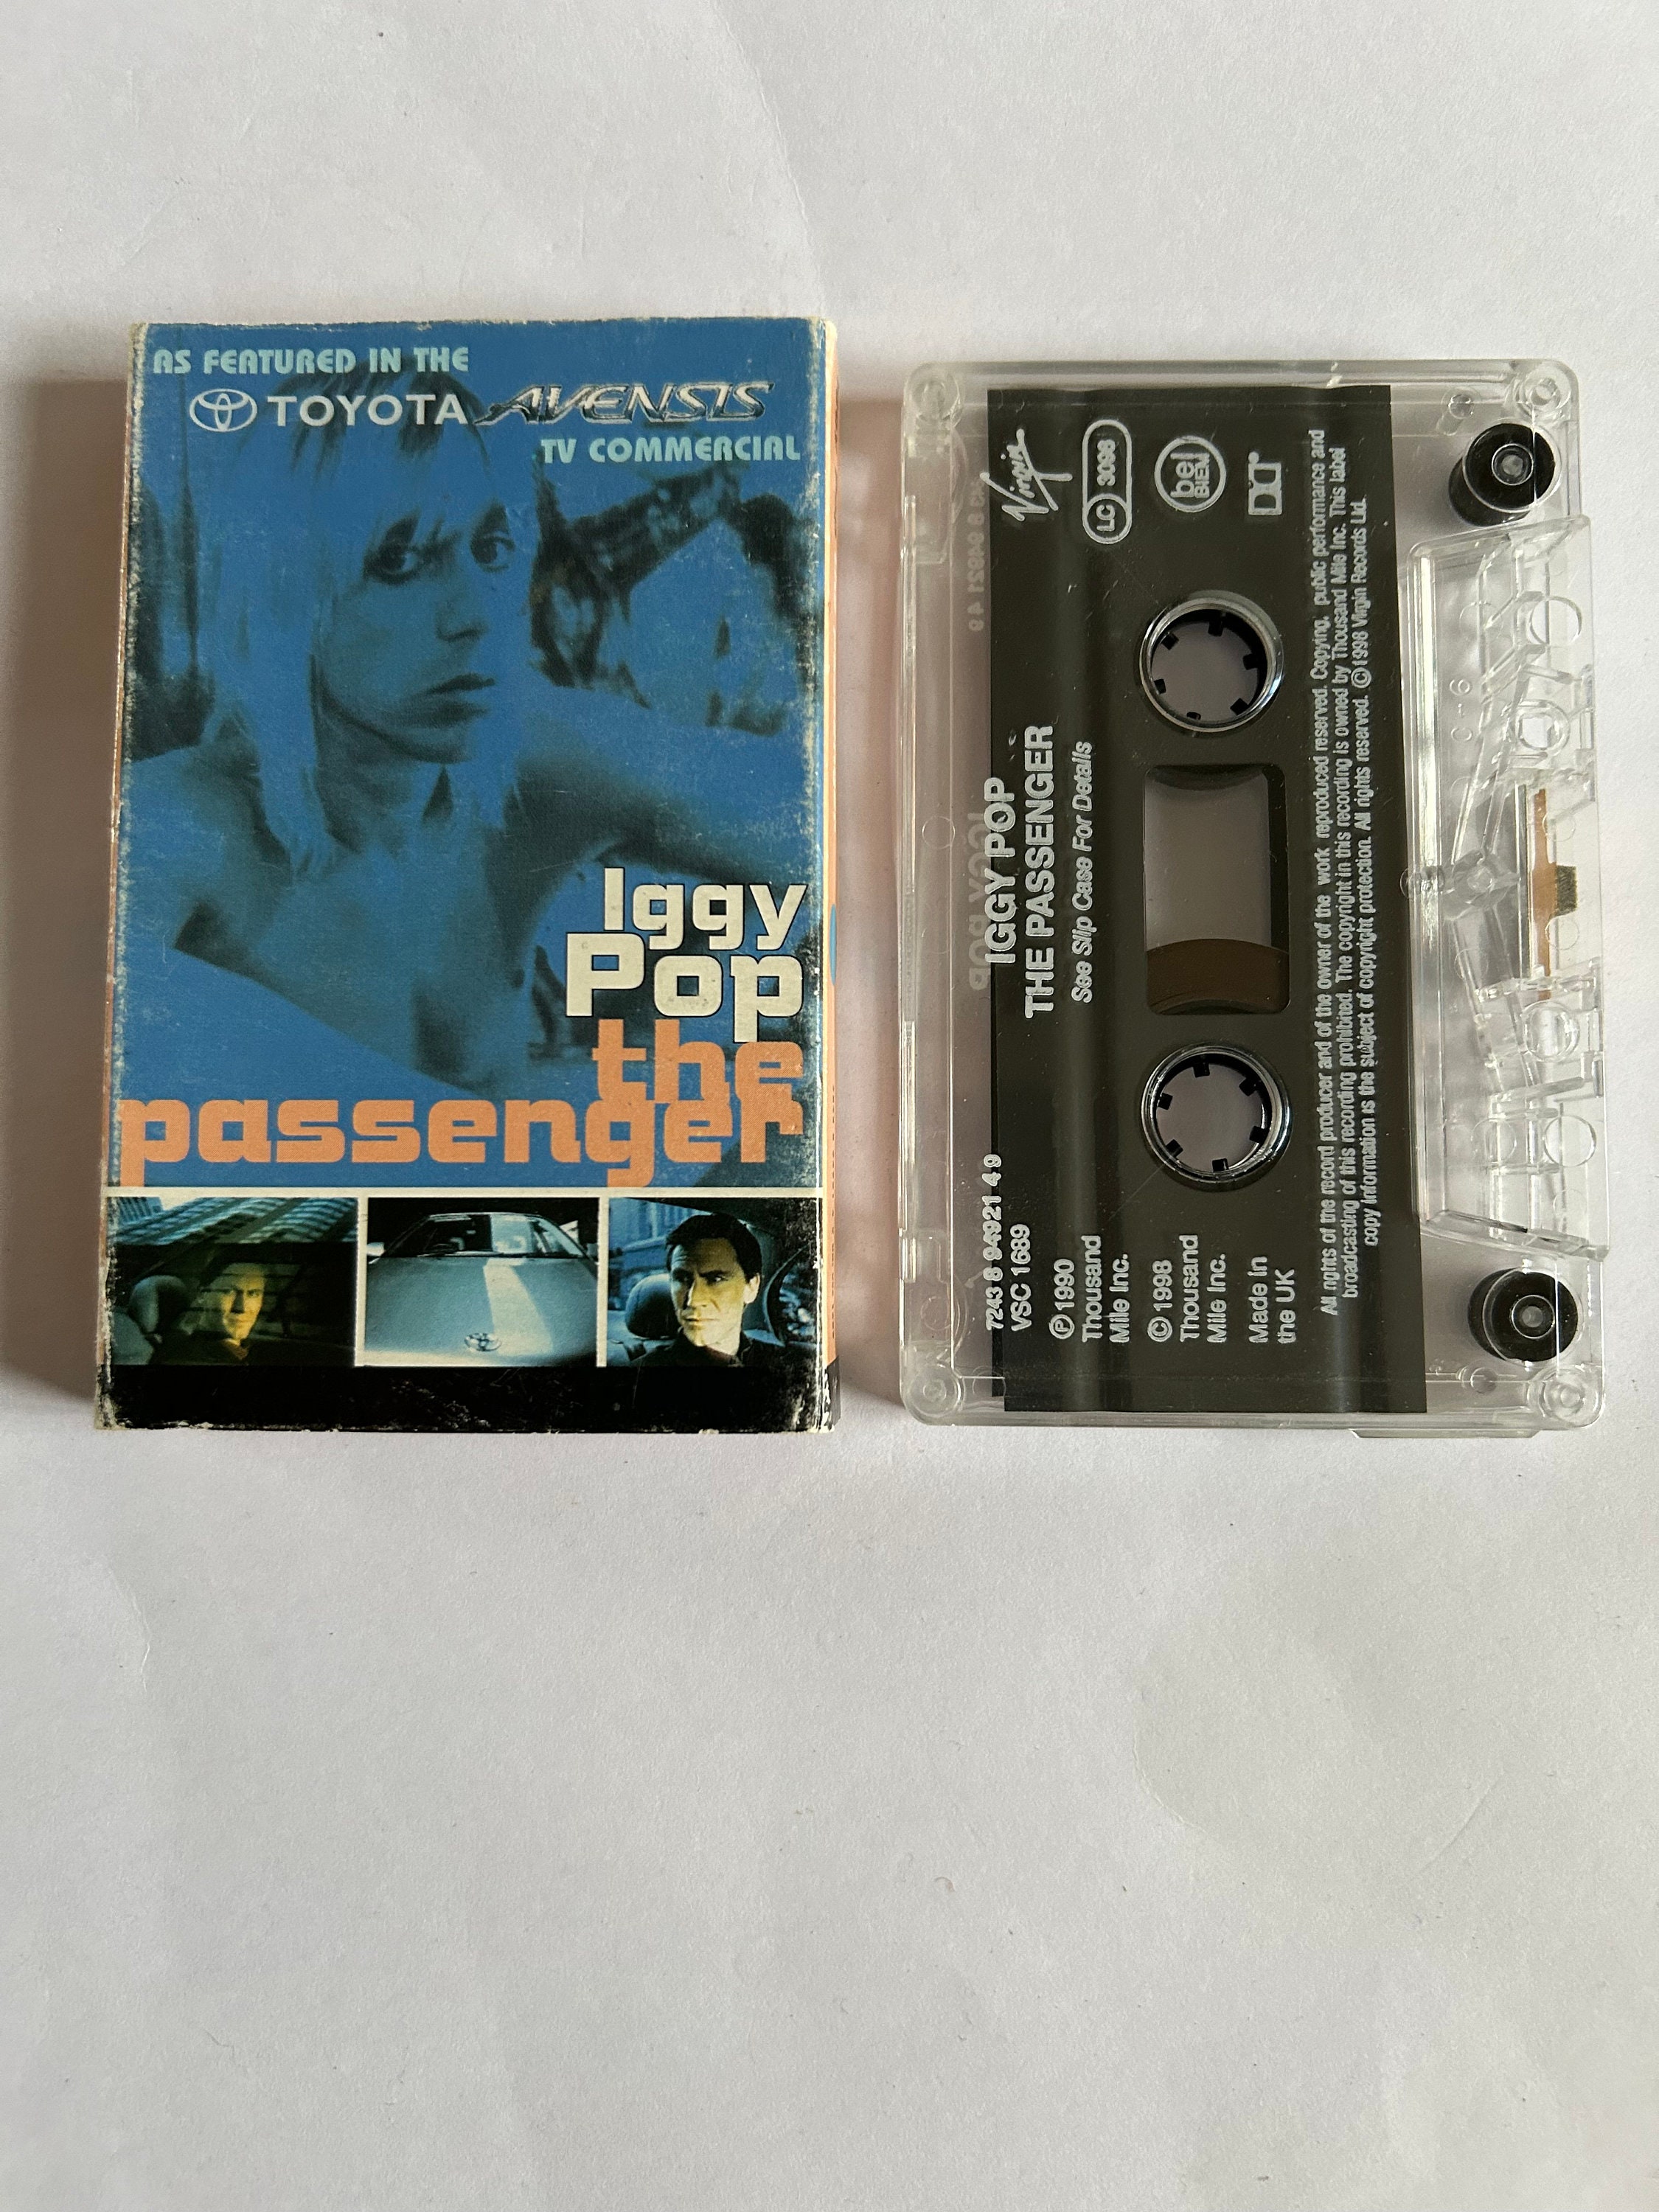 AS FEATURED IN THE
TOYOTA AVENSIS
TV COMMERCIAL
Iggy
Pop
the
passenger
Virgin
LC 3098
bel
BIEM
IGGY POP
THE PASSENGER
See Slip Case For Details
7243 8 94921 4 9
VSC 1689
Ⓟ1990
Thousand
Mile Inc.
©1998
Thousand
Mile Inc.
Made in
the UK
All rights of the record producer and of the owner of the work reproduced reserved. Copying, public performance and
broadcasting of this recording prohibited. The copyright in this recording is owned by Thousand Mile Inc. This label
copy information is the subject of copyright protection. All rights reserved. ©1998 Virgin Records Ltd.